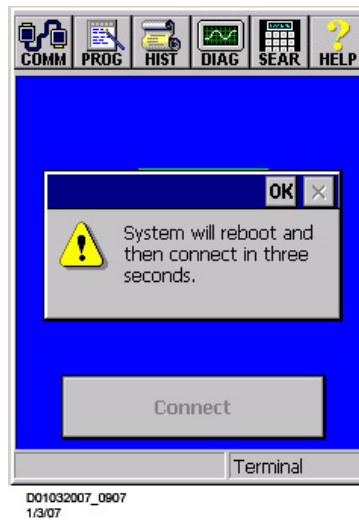 COMM PROG HIST DIAG SEAR HELP
OK
System will reboot and
then connect in three
seconds.
Connect
Terminal
D01032007_0907
1/3/07